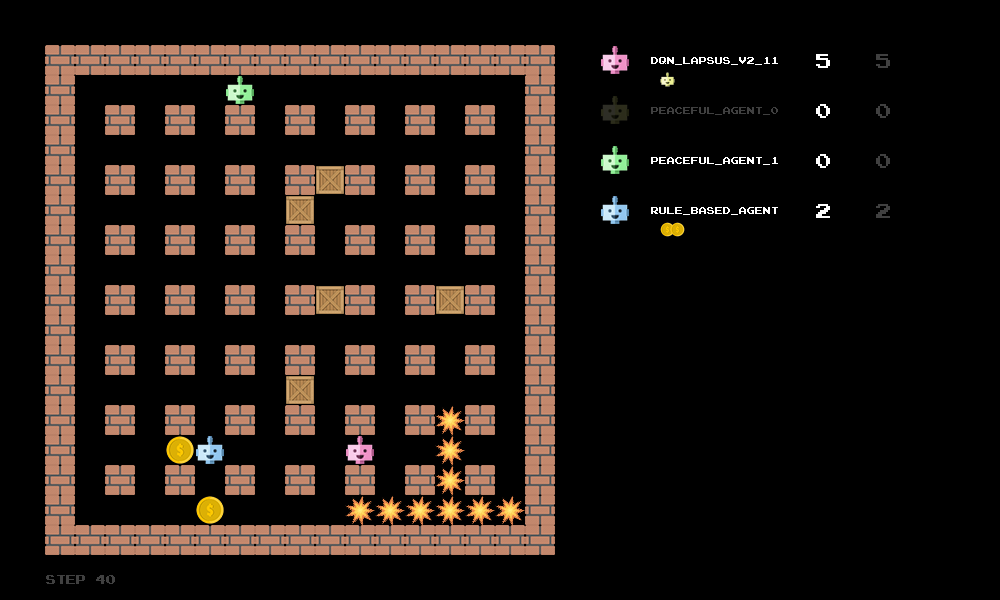 DQN_LAPSUS_V2_11 5 5
PEACEFUL_AGENT_0 0 0
PEACEFUL_AGENT_1 0 0
RULE_BASED_AGENT 2 2
STEP 40